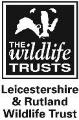 THE
wildlife
TRUSTS
Leicestershire
& Rutland
Wildlife Trust